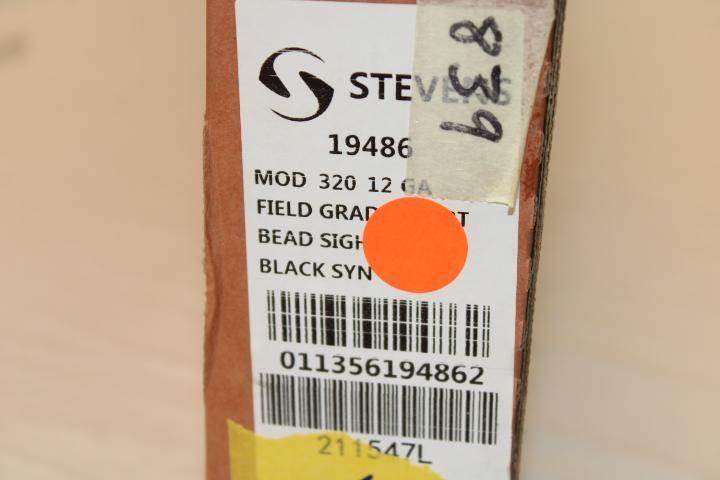 839
STEVENS
19486
MOD 320 12 GA
FIELD GRAD
BEAD SIGH
BLACK SYN
011356194862
211547L